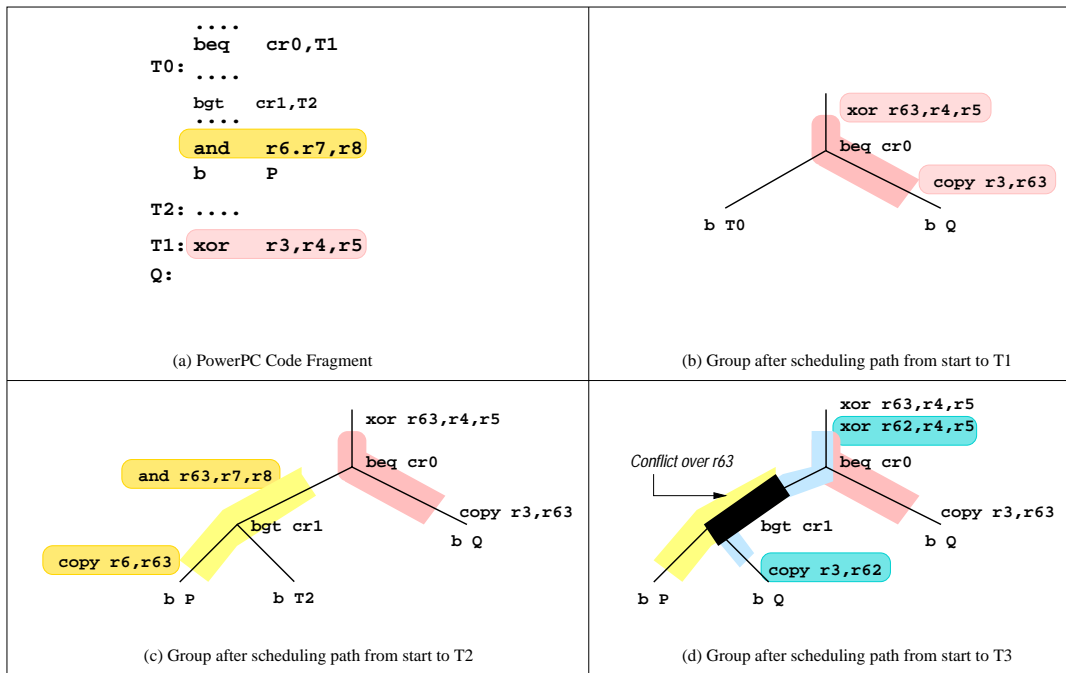 ....
beq cr0,T1
T0:
....
bgt cr1,T2
....
and r6.r7,r8
b P
T2: ....
T1: xor r3,r4,r5
Q:
(a) PowerPC Code Fragment
xor r63,r4,r5
beq cr0
copy r3,r63
b T0
b Q
(b) Group after scheduling path from start to T1
xor r63,r4,r5
beq cr0
and r63,r7,r8
copy r3,r63
bgt cr1
b Q
copy r6,r63
b P
b T2
(c) Group after scheduling path from start to T2
xor r63,r4,r5
xor r62,r4,r5
Conflict over r63
beq cr0
copy r3,r63
bgt cr1
b Q
copy r3,r62
b P
b Q
(d) Group after scheduling path from start to T3